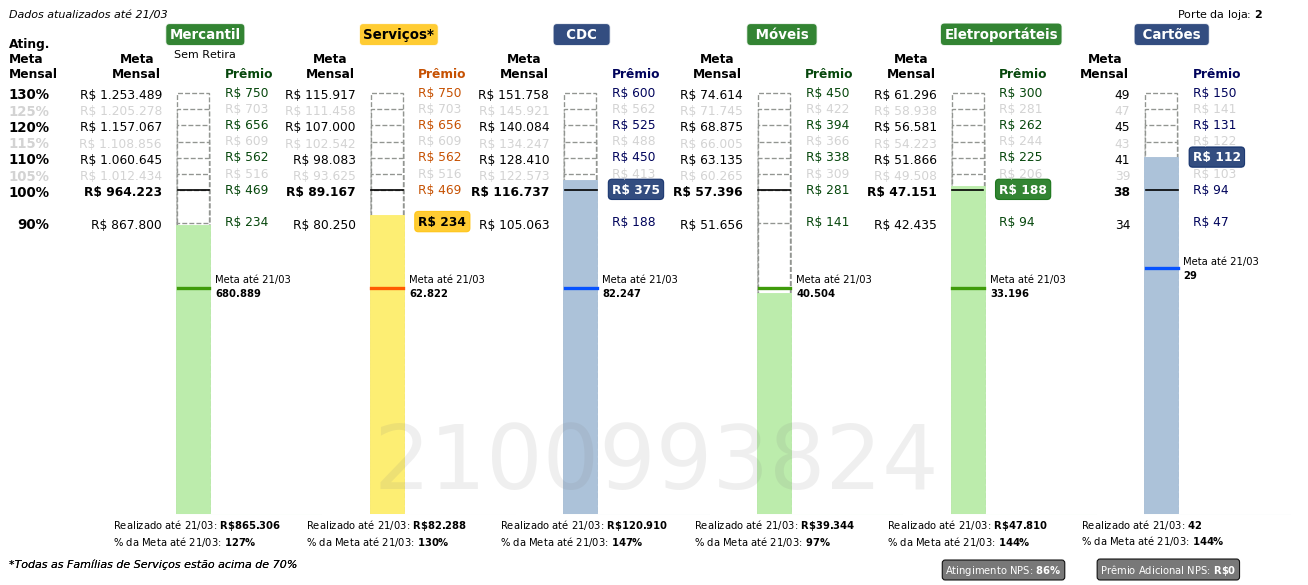 Dados atualizados até 21/03 Porte da loja: 2
Mercantil Serviços* CDC Móveis Eletroportáteis Cartões
Sem Retira
Ating. Meta Mensal Meta Mensal Prêmio Meta Mensal Prêmio Meta Mensal Prêmio Meta Mensal Prêmio Meta Mensal Prêmio Meta Mensal Prêmio
130% R$ 1.253.489 R$ 750 R$ 115.917 R$ 750 R$ 151.758 R$ 600 R$ 74.614 R$ 450 R$ 61.296 R$ 300 49 R$ 150
125% R$ 1.205.278 R$ 703 R$ 111.458 R$ 703 R$ 145.921 R$ 562 R$ 71.745 R$ 422 R$ 58.938 R$ 281 47 R$ 141
120% R$ 1.157.067 R$ 656 R$ 107.000 R$ 656 R$ 140.084 R$ 525 R$ 68.875 R$ 394 R$ 56.581 R$ 262 45 R$ 131
115% R$ 1.108.856 R$ 609 R$ 102.542 R$ 609 R$ 134.247 R$ 488 R$ 66.005 R$ 366 R$ 54.223 R$ 244 43 R$ 122
110% R$ 1.060.645 R$ 562 R$ 98.083 R$ 562 R$ 128.410 R$ 450 R$ 63.135 R$ 338 R$ 51.866 R$ 225 41 R$ 112
105% R$ 1.012.434 R$ 516 R$ 93.625 R$ 516 R$ 122.573 R$ 413 R$ 60.265 R$ 309 R$ 49.508 R$ 206 39 R$ 103
100% R$ 964.223 R$ 469 R$ 89.167 R$ 469 R$ 116.737 R$ 375 R$ 57.396 R$ 281 R$ 47.151 R$ 188 38 R$ 94
90% R$ 867.800 R$ 234 R$ 80.250 R$ 234 R$ 105.063 R$ 188 R$ 51.656 R$ 141 R$ 42.435 R$ 94 34 R$ 47
Meta até 21/03 Meta até 21/03 Meta até 21/03 Meta até 21/03 Meta até 21/03 Meta até 21/03
680.889 62.822 82.247 40.504 33.196 29
2100993824
Realizado até 21/03: R$865.306 Realizado até 21/03: R$82.288 Realizado até 21/03: R$120.910 Realizado até 21/03: R$39.344 Realizado até 21/03: R$47.810 Realizado até 21/03: 42
% da Meta até 21/03: 127% % da Meta até 21/03: 130% % da Meta até 21/03: 147% % da Meta até 21/03: 97% % da Meta até 21/03: 144% % da Meta até 21/03: 144%
*Todas as Famílias de Serviços estão acima de 70% Atingimento NPS: 86% Prêmio Adicional NPS: R$0